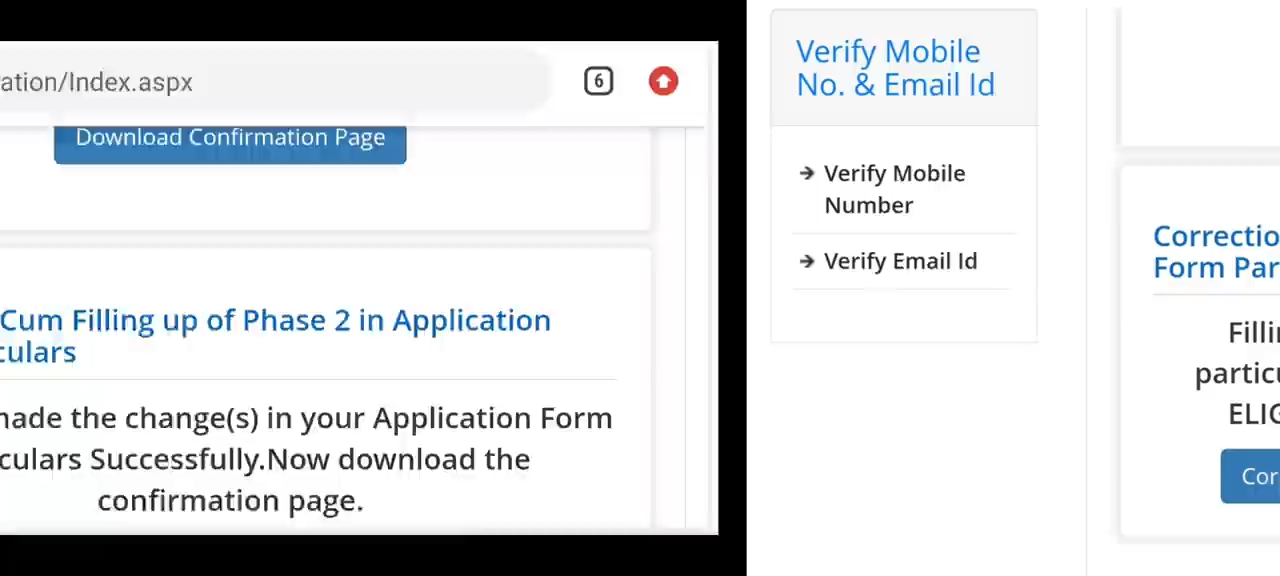 ation/Index.aspx
6
Download Confirmation Page
Cum Filling up of Phase 2 in Application
culars
made the change(s) in your Application Form
culars Successfully.Now download the
confirmation page.
Verify Mobile
No. & Email Id
Verify Mobile
Number
Verify Email Id
Correctio
Form Par
Filli
particu
ELIG
Cor